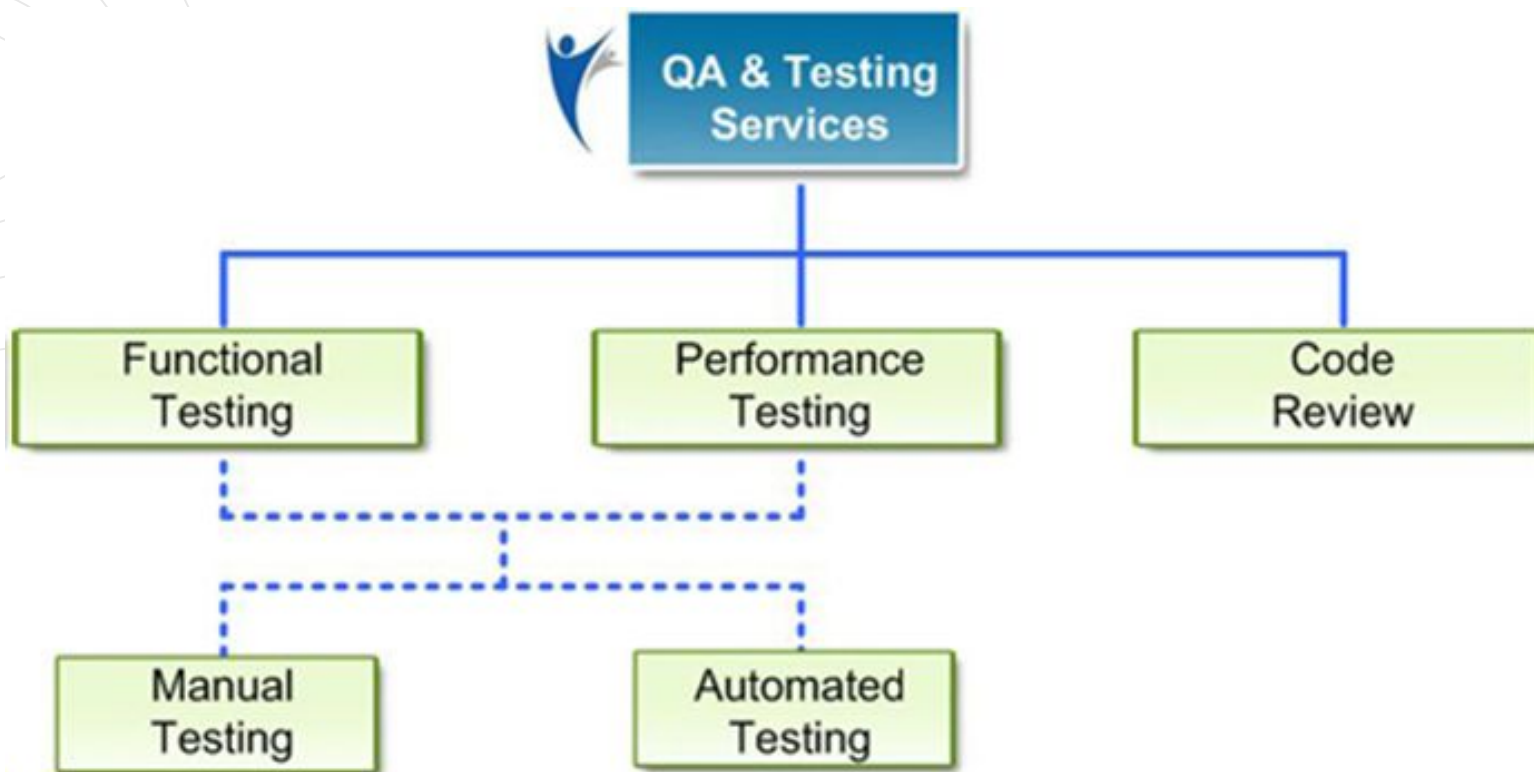 QA & Testing
Services
Functional
Testing
Performance
Testing
Code
Review
Manual
Testing
Automated
Testing